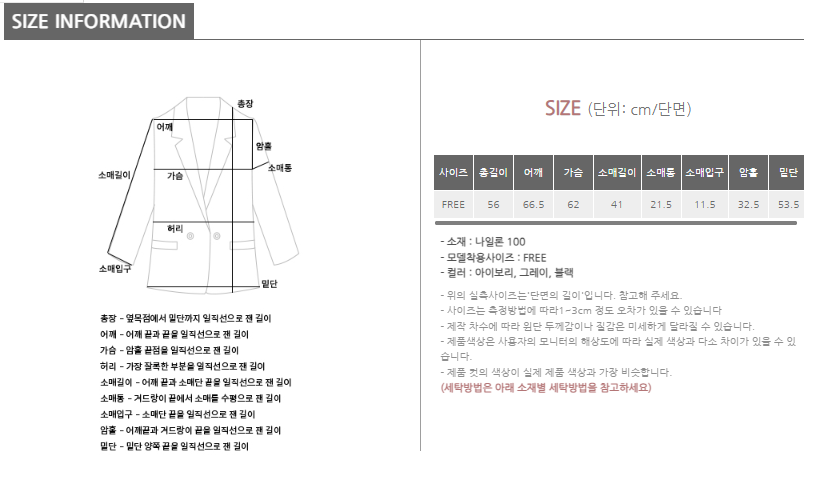 SIZE INFORMATION
총장
어깨
암홀
소매통
소매길이
가슴
허리
소매입구
밑단
총장 - 옆목점에서 밑단까지 일직선으로 잰 길이
어깨 - 어깨 끝과 끝을 일직선으로 잰 길이
가슴 - 암홀 끝점을 일직선으로 잰 길이
허리 - 가장 잘록한 부분을 일직선으로 잰 길이
소매길이 - 어깨 끝과 소매단 끝을 일직선으로 잰 길이
소매통 - 겨드랑이 끝에서 소매를 수평으로 잰 길이
소매입구 - 소매단 끝을 일직선으로 잰 길이
암홀 - 어깨끝과 겨드랑이 끝을 일직선으로 잰 길이
밑단 - 밑단 양쪽 끝을 일직선으로 잰 길이
SIZE (단위: cm/단면)
사이즈 총길이 어깨 가슴 소매길이 소매통 소매입구 암홀 밑단
FREE 56 66.5 62 41 21.5 11.5 32.5 53.5
- 소재 : 나일론 100
- 모델착용사이즈 : FREE
- 컬러 : 아이보리, 그레이, 블랙
- 위의 실측사이즈는'단면의 길이'입니다. 참고해 주세요.
- 사이즈는 측정방법에 따라1~3cm 정도 오차가 있을 수 있습니다
- 제작 차수에 따라 원단 두께감이나 질감은 미세하게 달라질 수 있습니다.
- 제품색상은 사용자의 모니터의 해상도에 따라 실제 색상과 다소 차이가 있을 수 있
습니다.
- 제품 컷의 색상이 실제 제품 색상과 가장 비슷합니다.
(세탁방법은 아래 소재별 세탁방법을 참고하세요)